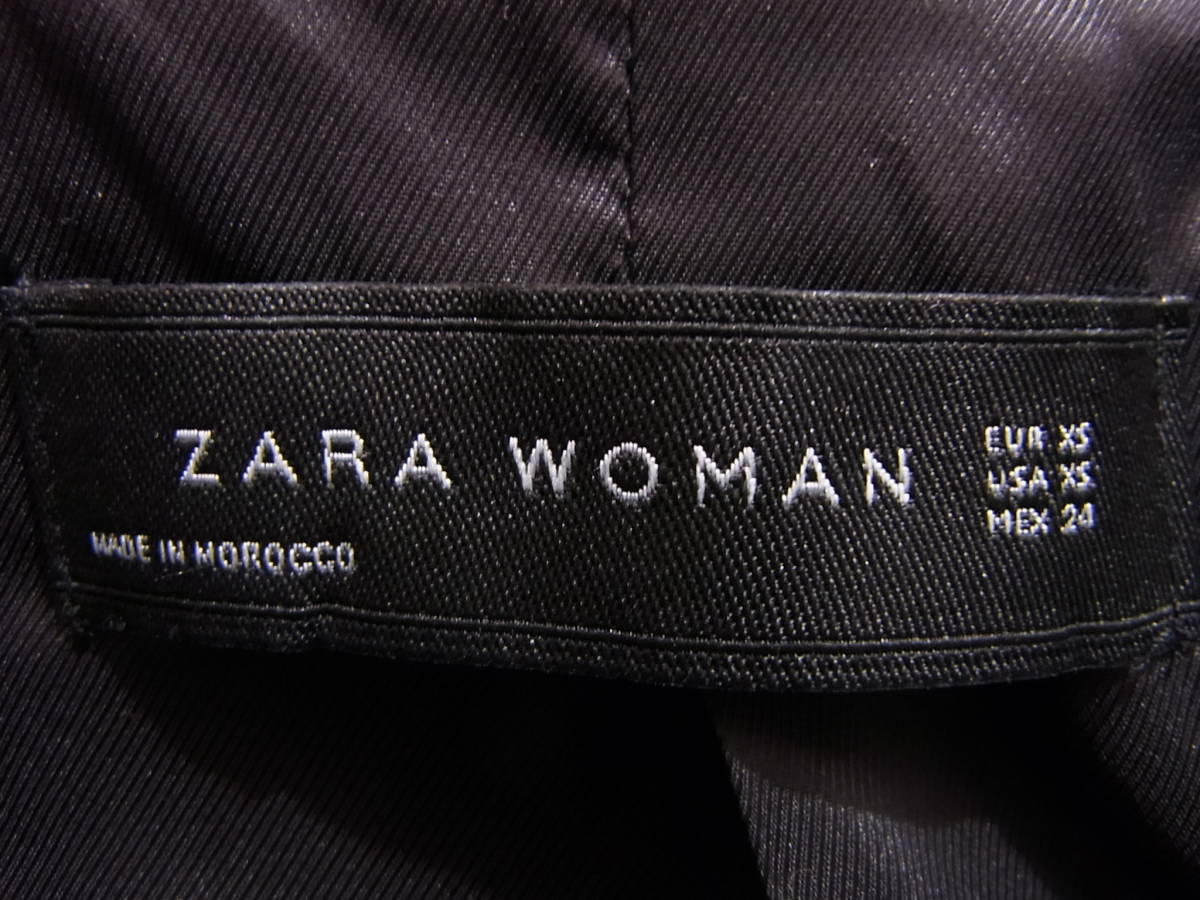 ZARA WOMAN
EUR XS
USA XS
MEX 24
MADE IN MOROCCO